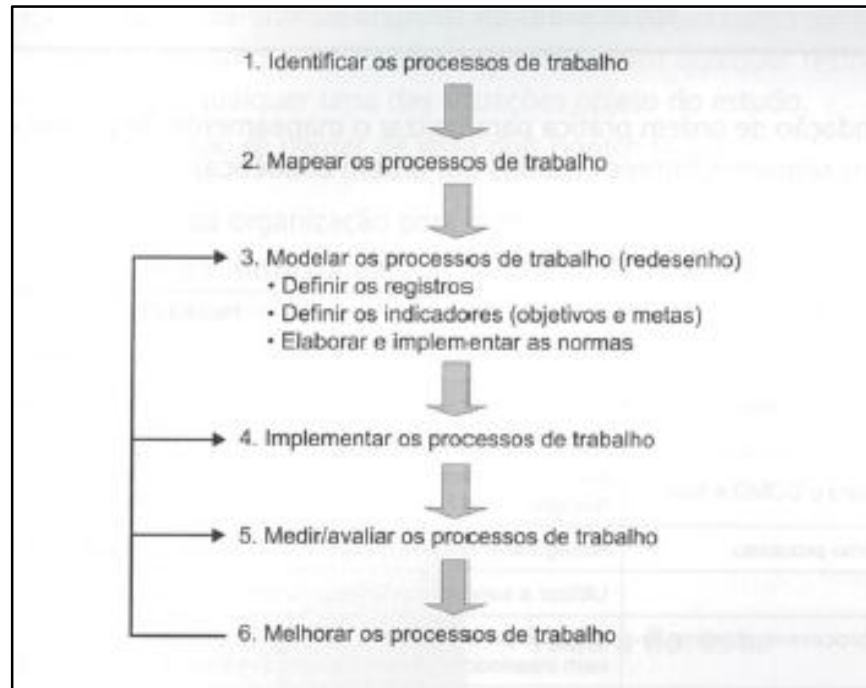 1. Identificar os processos de trabalho
2. Mapear os processos de trabalho
3. Modelar os processos de trabalho (redesenho)
• Definir os registros
• Definir os indicadores (objetivos e metas)
• Elaborar e implementar as normas
4. Implementar os processos de trabalho
5. Medir/avaliar os processos de trabalho
6. Melhorar os processos de trabalho